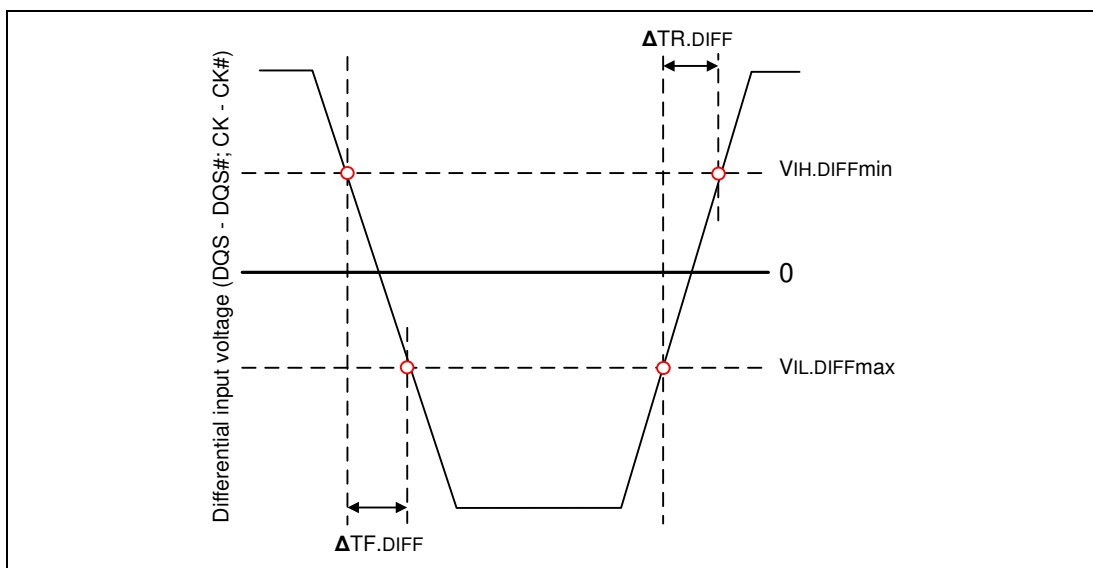 ΔTR.DIFF
Differential input voltage (DQS - DQS#; CK - CK#)
VIH.DIFFmin
0
VIL.DIFFmax
ΔTF.DIFF